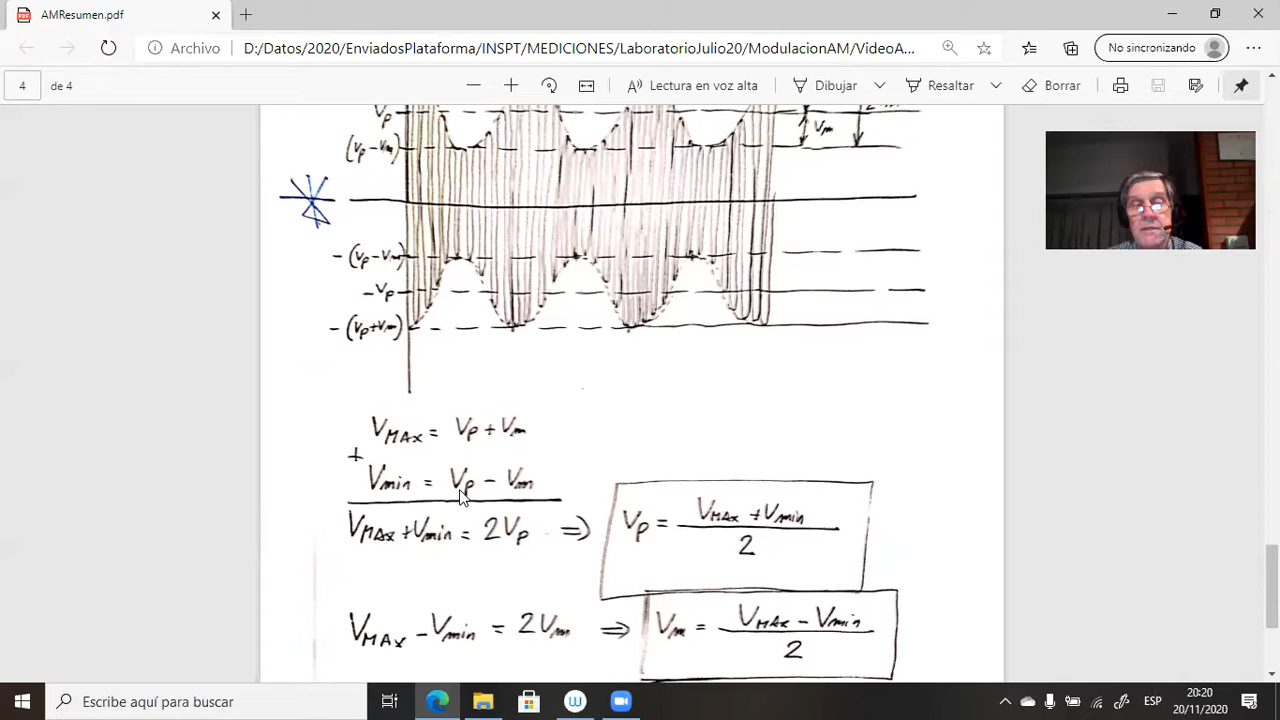 AMResumen.pdf
Archivo
D:/Datos/2020/EnviadosPlataforma/INSPT/MEDICIONES/LaboratorioJulio20/ModulacionAM/VideoA...
No sincronizando
4 de 4
Lectura en voz alta
Dibujar
Resaltar
Borrar
Vp
Vm
(Vp-Vm)
-(Vp-Vm)
-Vp
-(Vp+Vm)
VMAX = Vp + Vm
+
Vmin = Vp - Vm
VMAX+Vmin = 2Vp ⇒ Vp = (VMAX + Vmin) / 2
VMAX - Vmin = 2Vm ⇒ Vm = (VMAX - Vmin) / 2
Escribe aquí para buscar
ESP
20:20
20/11/2020